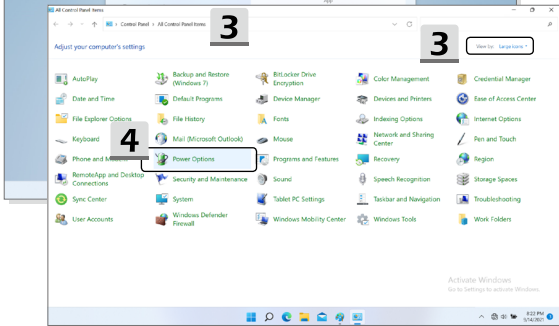 App
All Control Panel Items
Control Panel > All Control Panel Items
3
3
Adjust your computer's settings
View by: Large icons
AutoPlay
Backup and Restore (Windows 7)
BitLocker Drive Encryption
Color Management
Credential Manager
Date and Time
Default Programs
Device Manager
Devices and Printers
Ease of Access Center
File Explorer Options
File History
Fonts
Indexing Options
Internet Options
Keyboard
4
Mail (Microsoft Outlook)
Mouse
Network and Sharing Center
Pen and Touch
Phone and M
Power Options
Programs and Features
Recovery
Region
RemoteApp and Desktop Connections
Security and Maintenance
Sound
Speech Recognition
Storage Spaces
Sync Center
System
Tablet PC Settings
Taskbar and Navigation
Troubleshooting
User Accounts
Windows Defender Firewall
Windows Mobility Center
Windows Tools
Work Folders
Activate Windows
Go to Settings to activate Windows.
8:22 PM